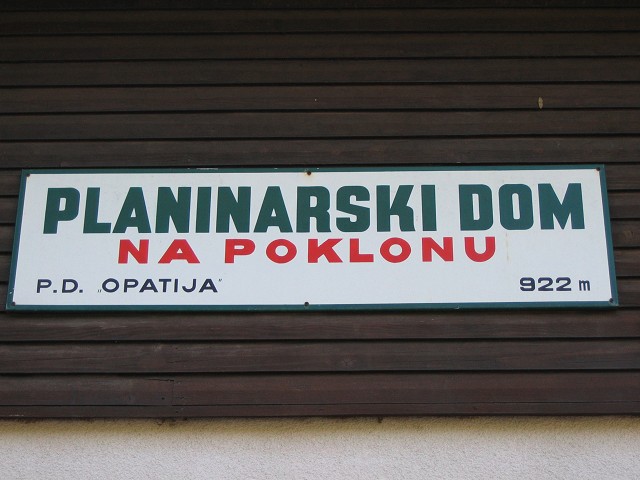 PLANINARSKI DOM
NA POKLONU
P.D. „OPATIJA" 922 m